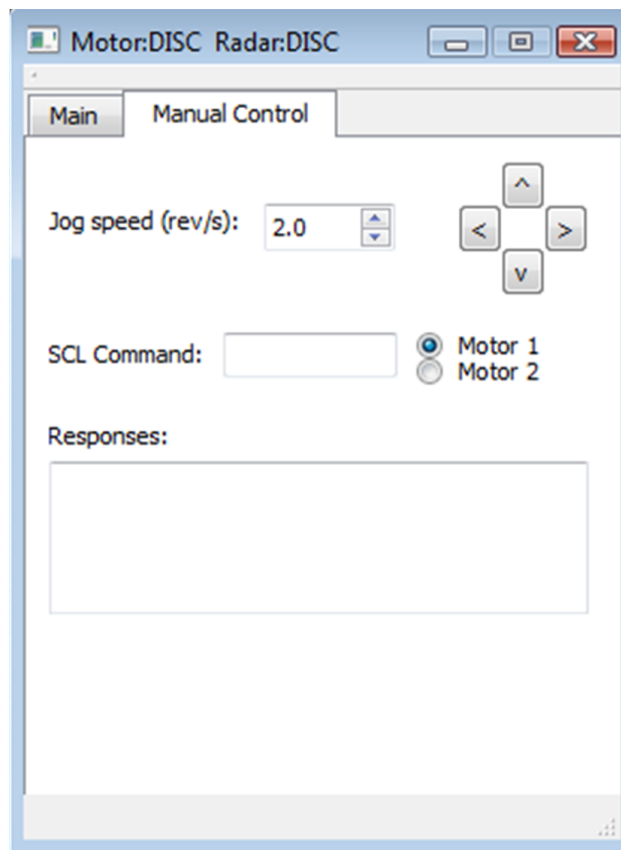 Motor:DISC Radar:DISC
Main Manual Control
^
Jog speed (rev/s): 2.0 < >
v
SCL Command: Motor 1
Motor 2
Responses: